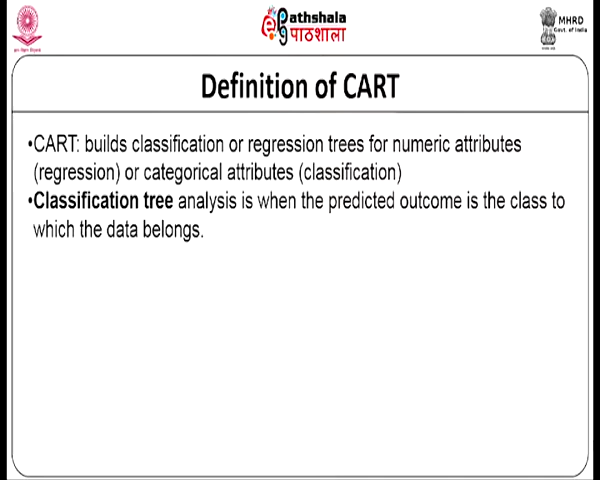 Pathshala
पाठशाला
MHRD
Govt. of India
Definition of CART
•CART: builds classification or regression trees for numeric attributes
(regression) or categorical attributes (classification)
•Classification tree analysis is when the predicted outcome is the class to
which the data belongs.